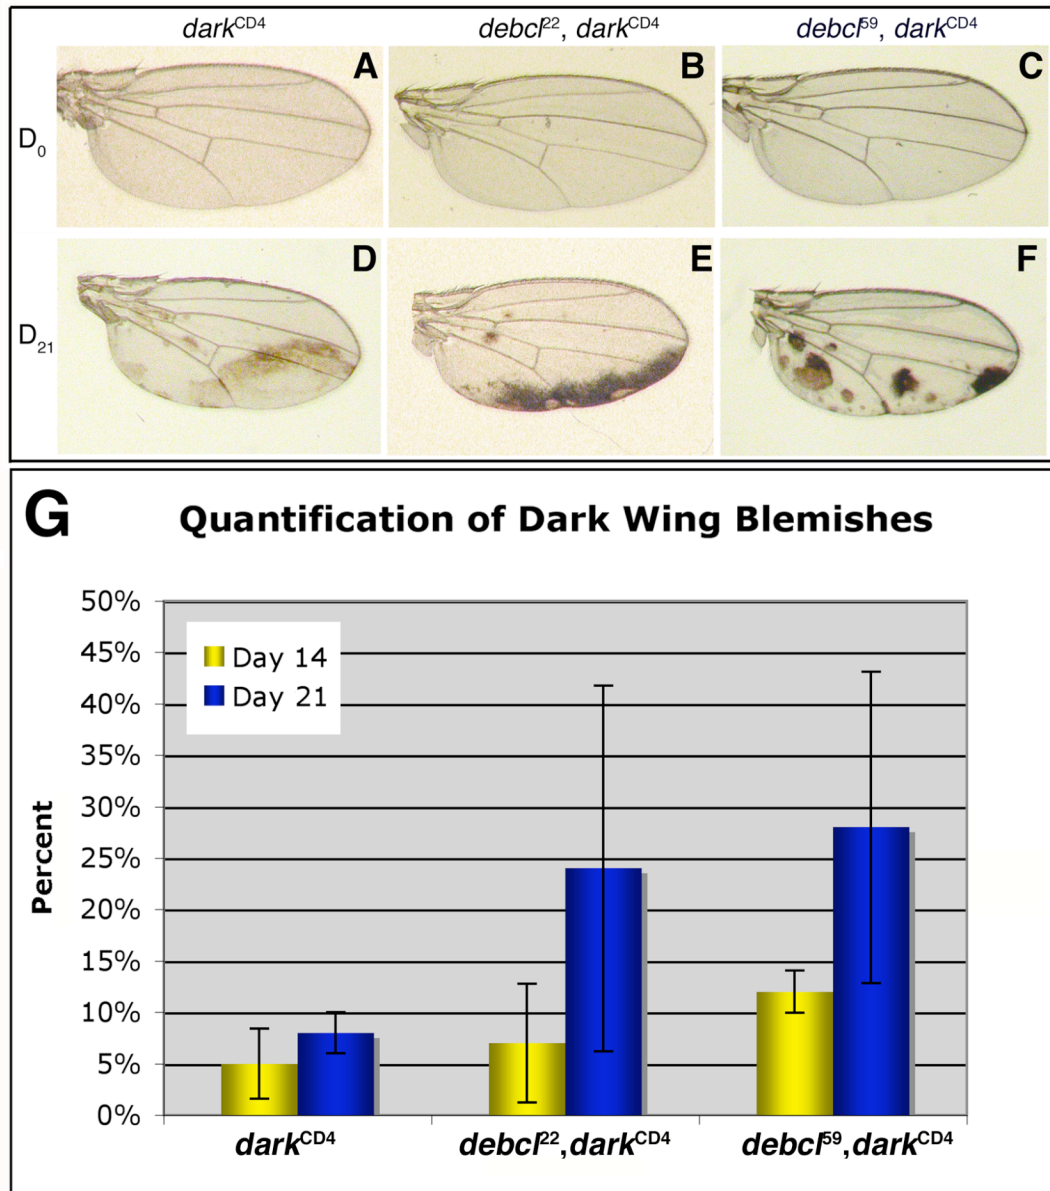 dark^CD4 debcl^22, dark^CD4 debcl^59, dark^CD4
A B C
D_0
D E F
D_21
G
Quantification of Dark Wing Blemishes
50%
45%
40%
35%
30%
25%
20%
15%
10%
5%
0%
Percent
Day 14
Day 21
dark^CD4 debcl^22,dark^CD4 debcl^59,dark^CD4